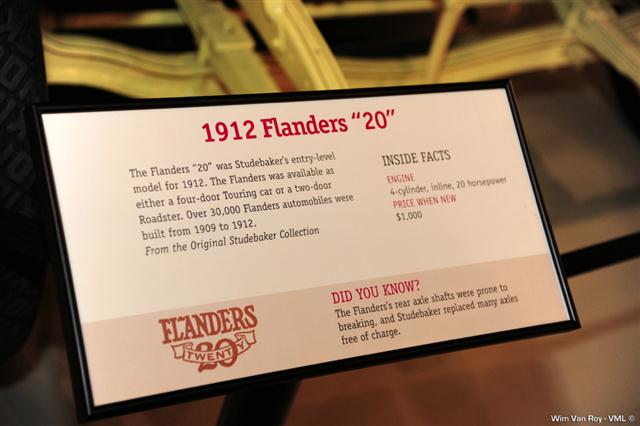 1912 Flanders “20”
The Flanders “20” was Studebaker's entry-level
model for 1912. The Flanders was available as
either a four-door Touring car or a two-door
Roadster. Over 30,000 Flanders automobiles were
built from 1909 to 1912.
From the Original Studebaker Collection
INSIDE FACTS
ENGINE
4-cylinder, inline, 20 horsepower
PRICE WHEN NEW
$1,000
FLANDERS
20
TWENTY
DID YOU KNOW?
The Flanders's rear axle shafts were prone to
breaking, and Studebaker replaced many axles
free of charge.
Wim Van Roy - VML ©